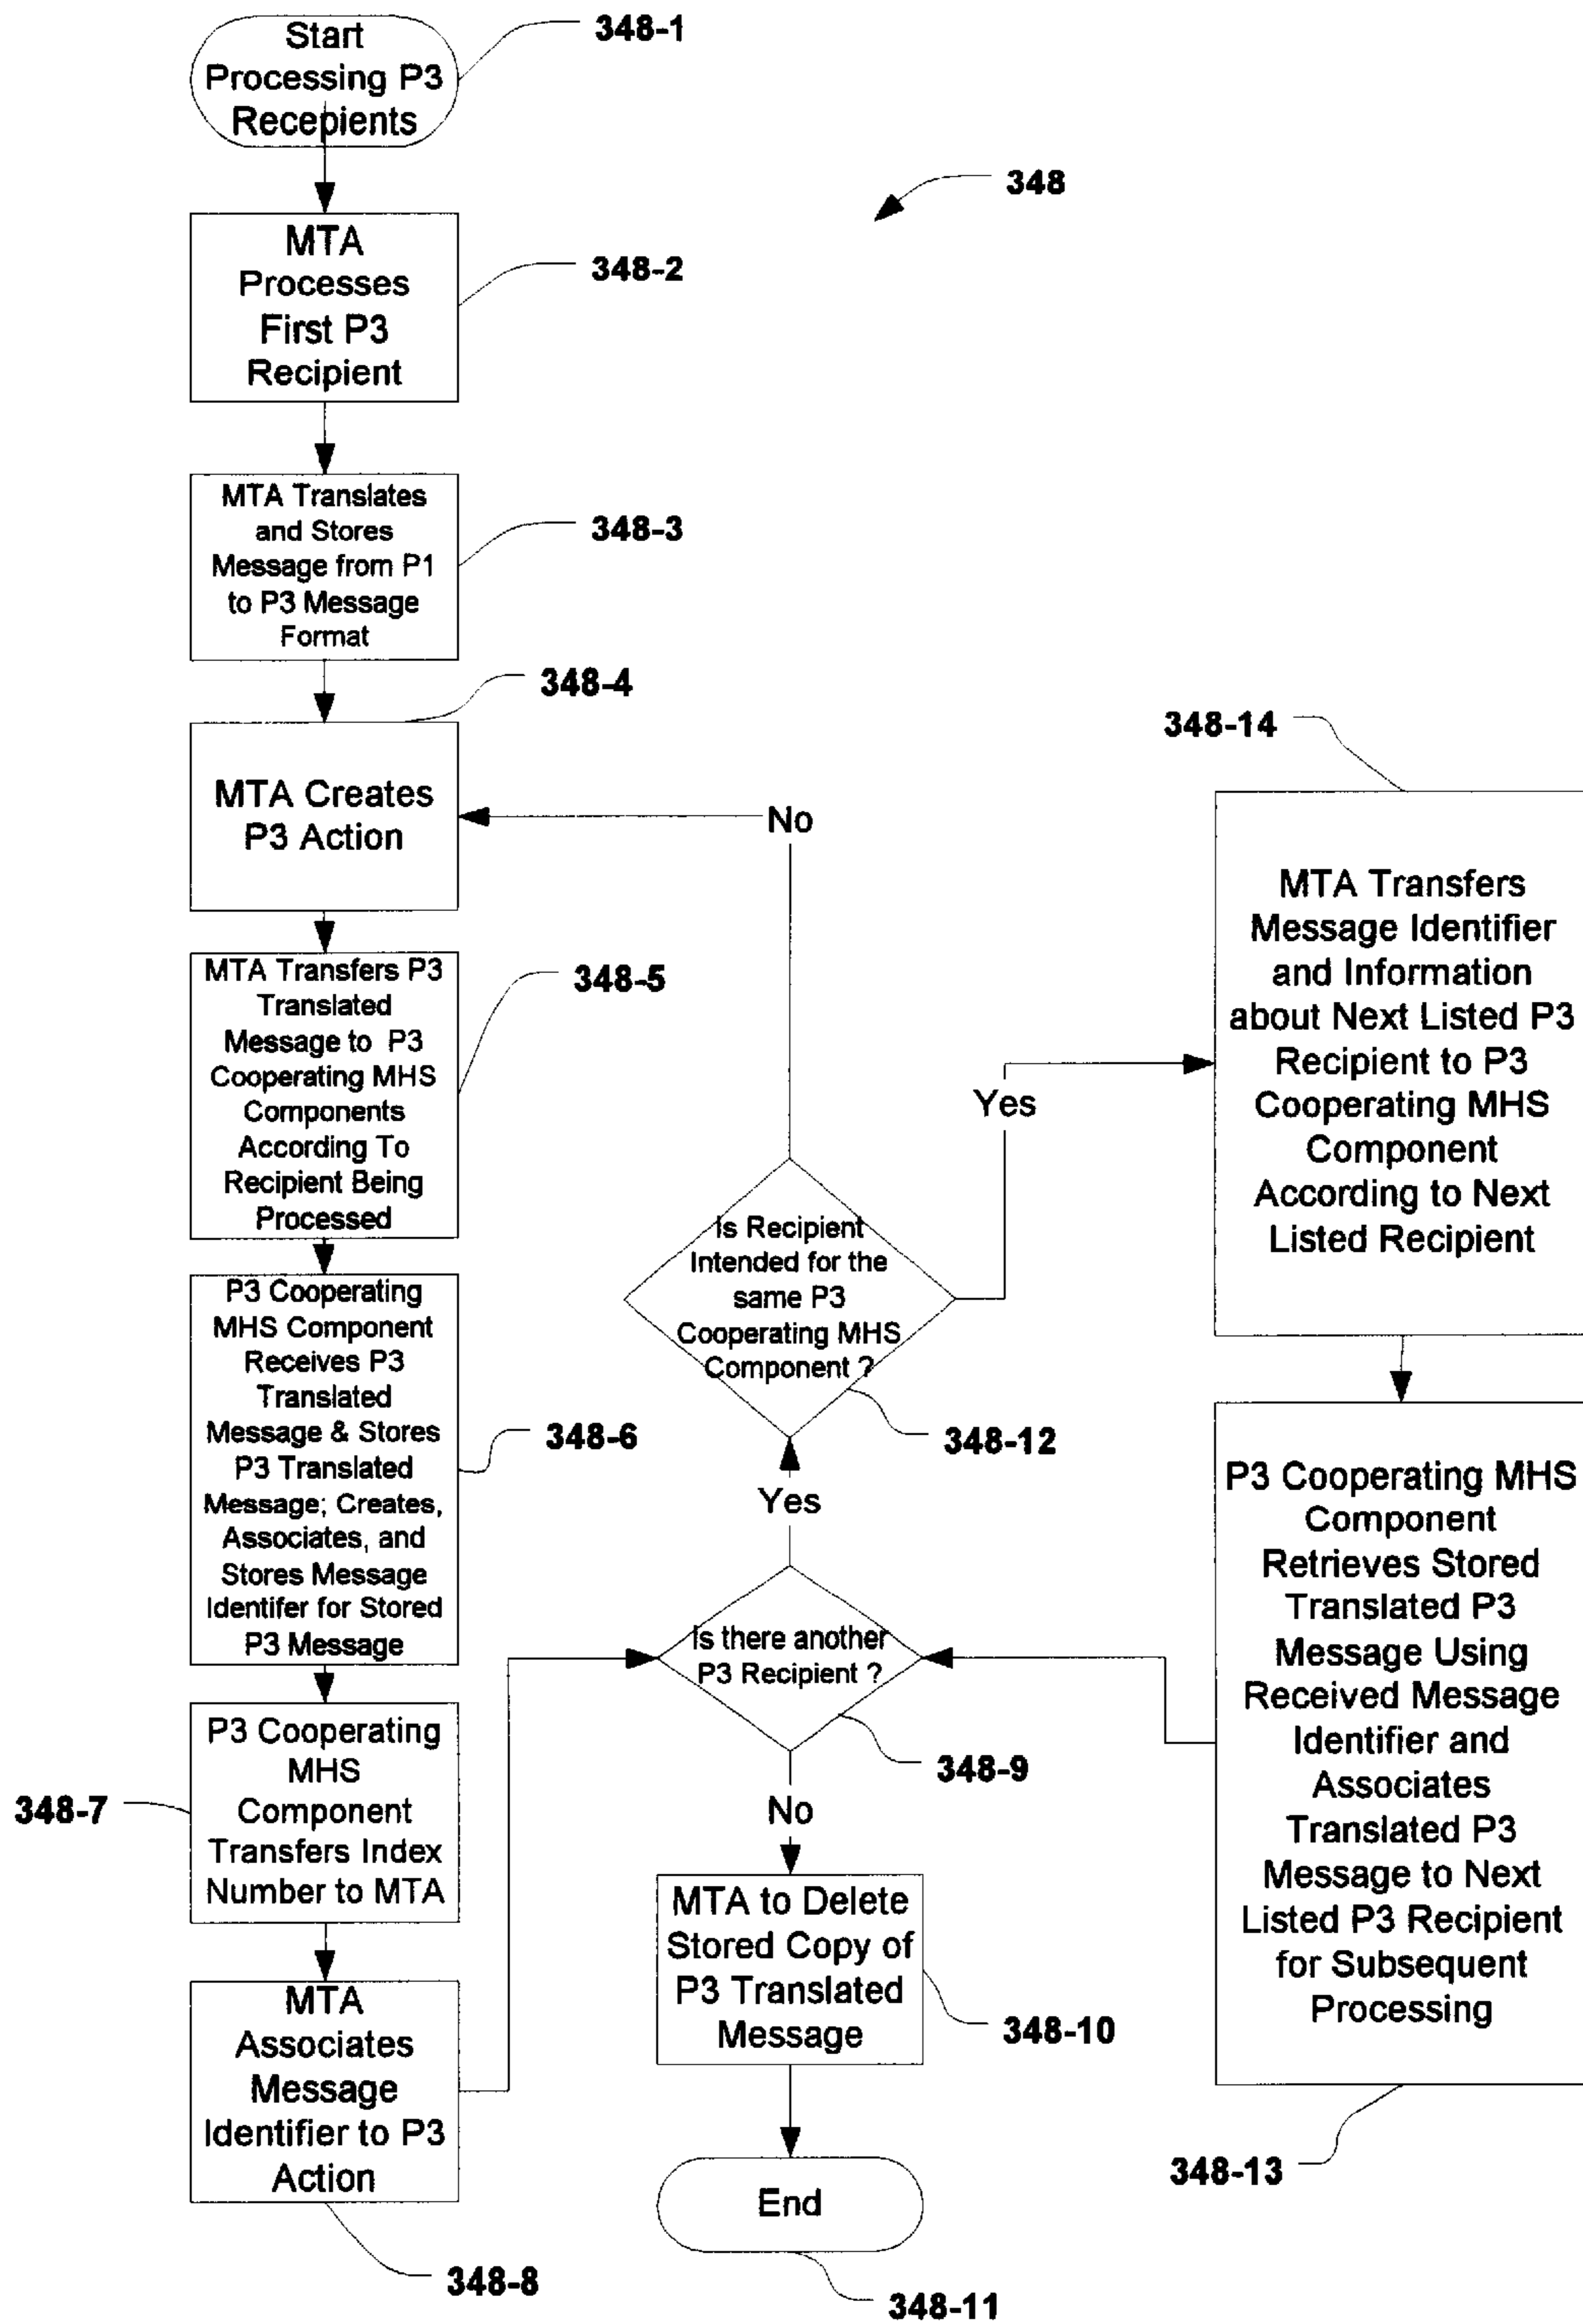 Start
Processing P3
Recepients
348-1
348
MTA
Processes
First P3
Recipient
348-2
MTA Translates
and Stores
Message from P1
to P3 Message
Format
348-3
348-4
MTA Creates
P3 Action
MTA Transfers P3
Translated
Message to P3
Cooperating MHS
Components
According To
Recipient Being
Processed
348-5
P3 Cooperating
MHS Component
Receives P3
Translated
Message & Stores
P3 Translated
Message; Creates,
Associates, and
Stores Message
Identifer for Stored
P3 Message
348-6
P3 Cooperating
MHS
Component
Transfers Index
Number to MTA
348-7
MTA
Associates
Message
Identifier to P3
Action
348-8
No
Is Recipient
Intended for the
same P3
Cooperating MHS
Component ?
348-12
Yes
Yes
Is there another
P3 Recipient ?
348-9
No
MTA to Delete
Stored Copy of
P3 Translated
Message
348-10
End
348-11
348-14
MTA Transfers
Message Identifier
and Information
about Next Listed P3
Recipient to P3
Cooperating MHS
Component
According to Next
Listed Recipient
P3 Cooperating MHS
Component
Retrieves Stored
Translated P3
Message Using
Received Message
Identifier and
Associates
Translated P3
Message to Next
Listed P3 Recipient
for Subsequent
Processing
348-13